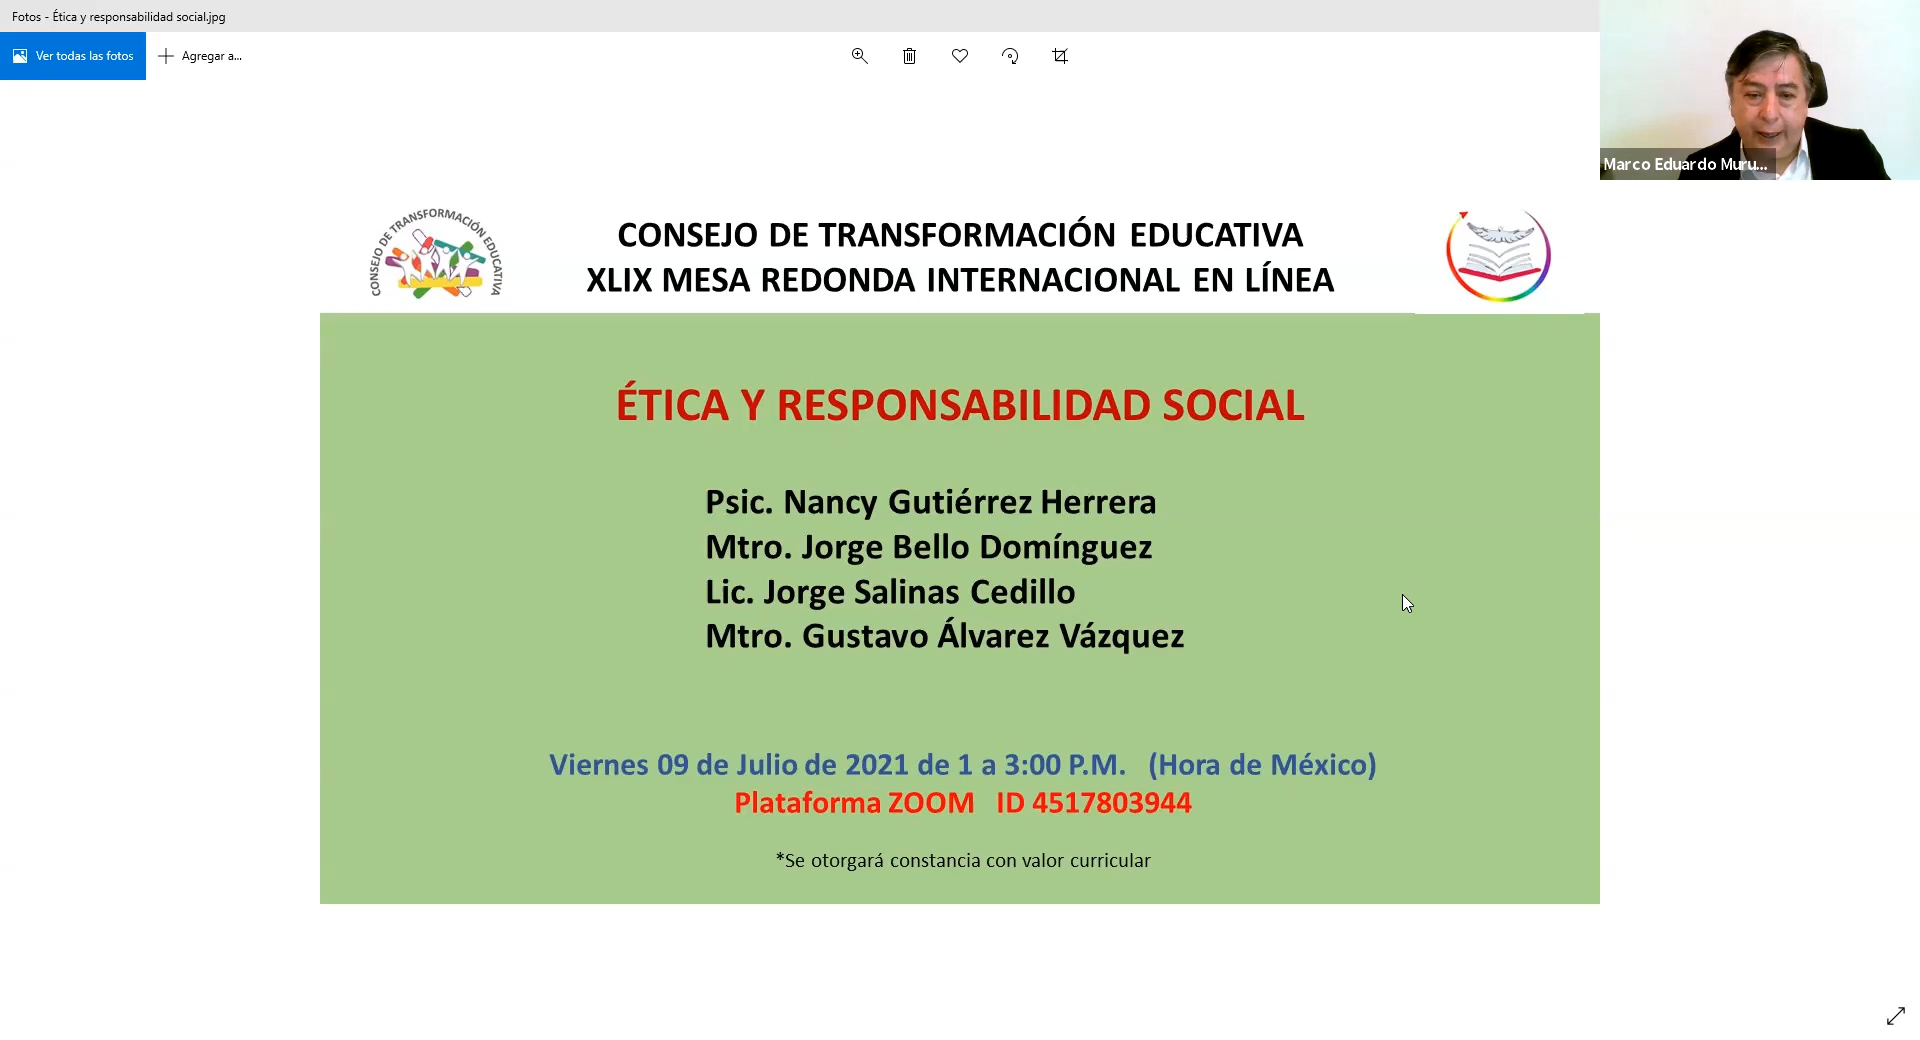 Fotos - Ética y responsabilidad social.jpg
Ver todas las fotos
Agregar a...
Marco Eduardo Muru...
CONSEJO DE TRANSFORMACIÓN EDUCATIVA
CONSEJO DE TRANSFORMACIÓN EDUCATIVA
XLIX MESA REDONDA INTERNACIONAL EN LÍNEA
ÉTICA Y RESPONSABILIDAD SOCIAL
Psic. Nancy Gutiérrez Herrera
Mtro. Jorge Bello Domínguez
Lic. Jorge Salinas Cedillo
Mtro. Gustavo Álvarez Vázquez
Viernes 09 de Julio de 2021 de 1 a 3:00 P.M. (Hora de México)
Plataforma ZOOM ID 4517803944
*Se otorgará constancia con valor curricular